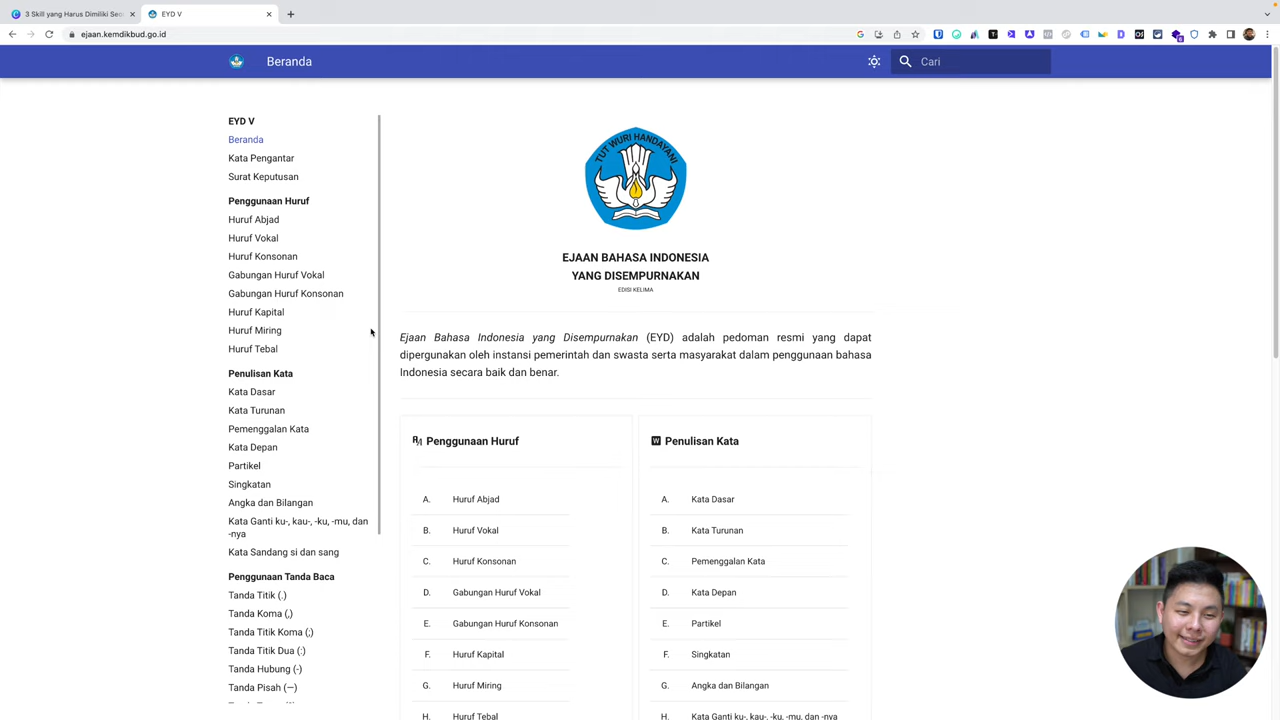 3 Skill yang Harus Dimiliki Sem
EYD V
ejaan.kemdikbud.go.id
Beranda
Cari
EYD V
Beranda
Kata Pengantar
Surat Keputusan
Penggunaan Huruf
Huruf Abjad
Huruf Vokal
Huruf Konsonan
Gabungan Huruf Vokal
Gabungan Huruf Konsonan
Huruf Kapital
Huruf Miring
Huruf Tebal
Penulisan Kata
Kata Dasar
Kata Turunan
Pemenggalan Kata
Kata Depan
Partikel
Singkatan
Angka dan Bilangan
Kata Ganti ku-, kau-, -ku, -mu, dan
-nya
Kata Sandang si dan sang
Penggunaan Tanda Baca
Tanda Titik (.)
Tanda Koma (,)
Tanda Titik Koma (;)
Tanda Titik Dua (:)
Tanda Hubung (-)
Tanda Pisah (—)
TUT WURI HANDAYANI
EJAAN BAHASA INDONESIA
YANG DISEMPURNAKAN
EDISI KELIMA
Ejaan Bahasa Indonesia yang Disempurnakan (EYD) adalah pedoman resmi yang dapat
dipergunakan oleh instansi pemerintah dan swasta serta masyarakat dalam penggunaan bahasa
Indonesia secara baik dan benar.
Penggunaan Huruf
A. Huruf Abjad
B. Huruf Vokal
C. Huruf Konsonan
D. Gabungan Huruf Vokal
E. Gabungan Huruf Konsonan
F. Huruf Kapital
G. Huruf Miring
H. Huruf Tebal
W Penulisan Kata
A. Kata Dasar
B. Kata Turunan
C. Pemenggalan Kata
D. Kata Depan
E. Partikel
F. Singkatan
G. Angka dan Bilangan
H. Kata Ganti ku-, kau-, -ku, -mu, dan -nya